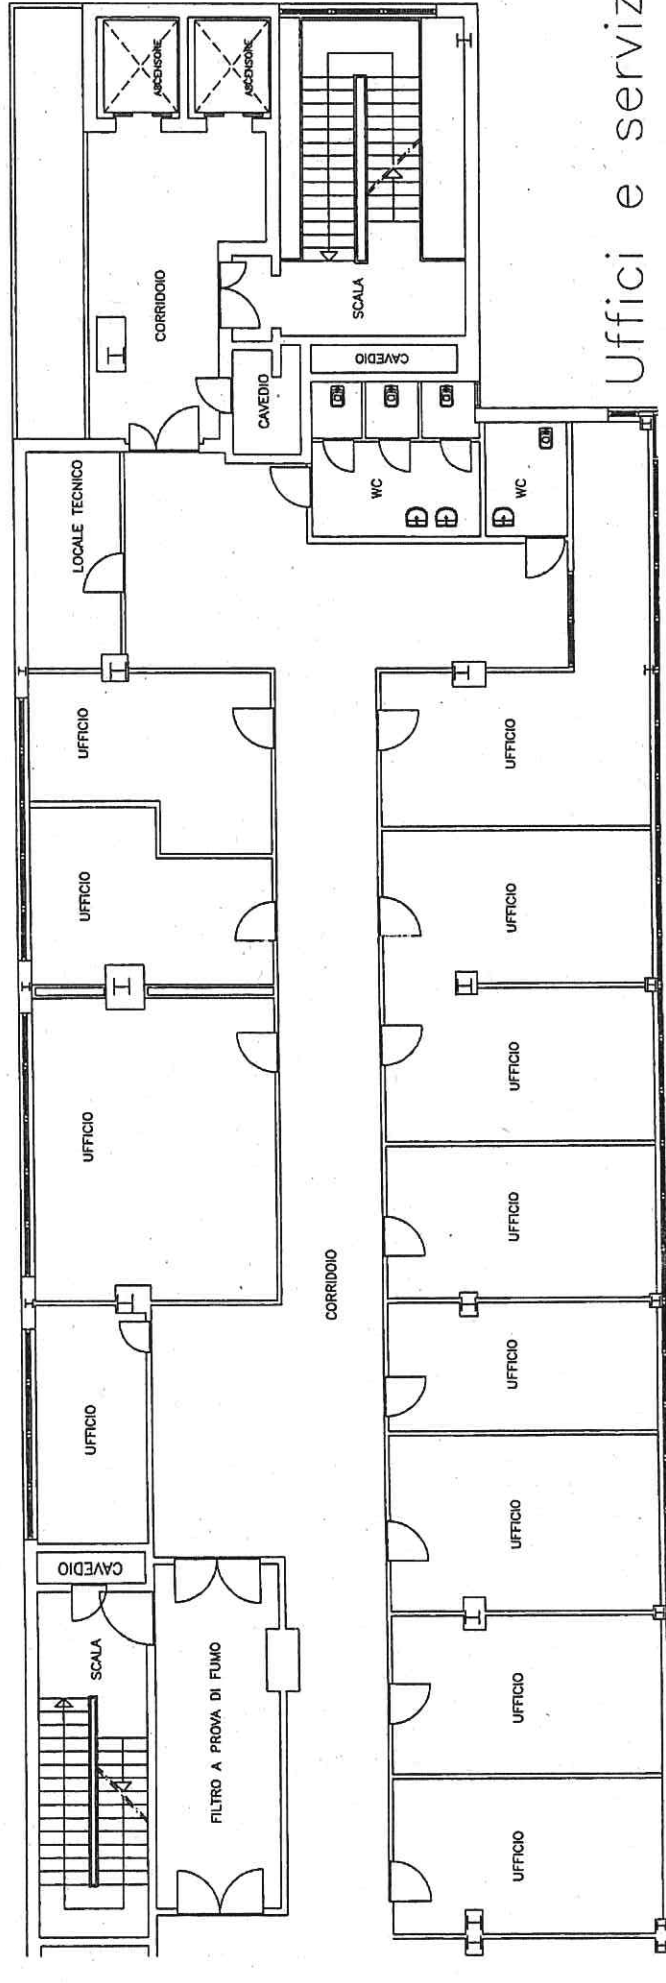 ASCENSORE
ASCENSORE
CORRIDOIO
SCALA
CAVEDIO
CAVEDIO
LOCALE TECNICO
WC
WC
UFFICIO
UFFICIO
UFFICIO
UFFICIO
UFFICIO
UFFICIO
UFFICIO
UFFICIO
UFFICIO
UFFICIO
UFFICIO
UFFICIO
CORRIDOIO
CAVEDIO
SCALA
FILTRO A PROVA DI FUMO
Uffici e serviz